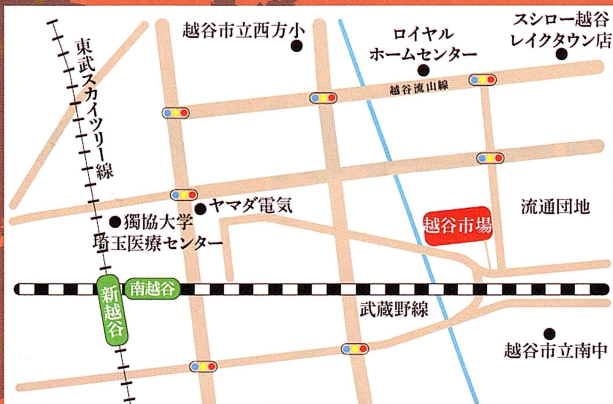 越谷市立西方小
ロイヤル
ホームセンター
スシロー越谷
レイクタウン店
東武スカイツリー線
越谷流山線
ヤマダ電気
獨協大学
埼玉医療センター
越谷市場
流通団地
新越谷
南越谷
武蔵野線
越谷市立南中